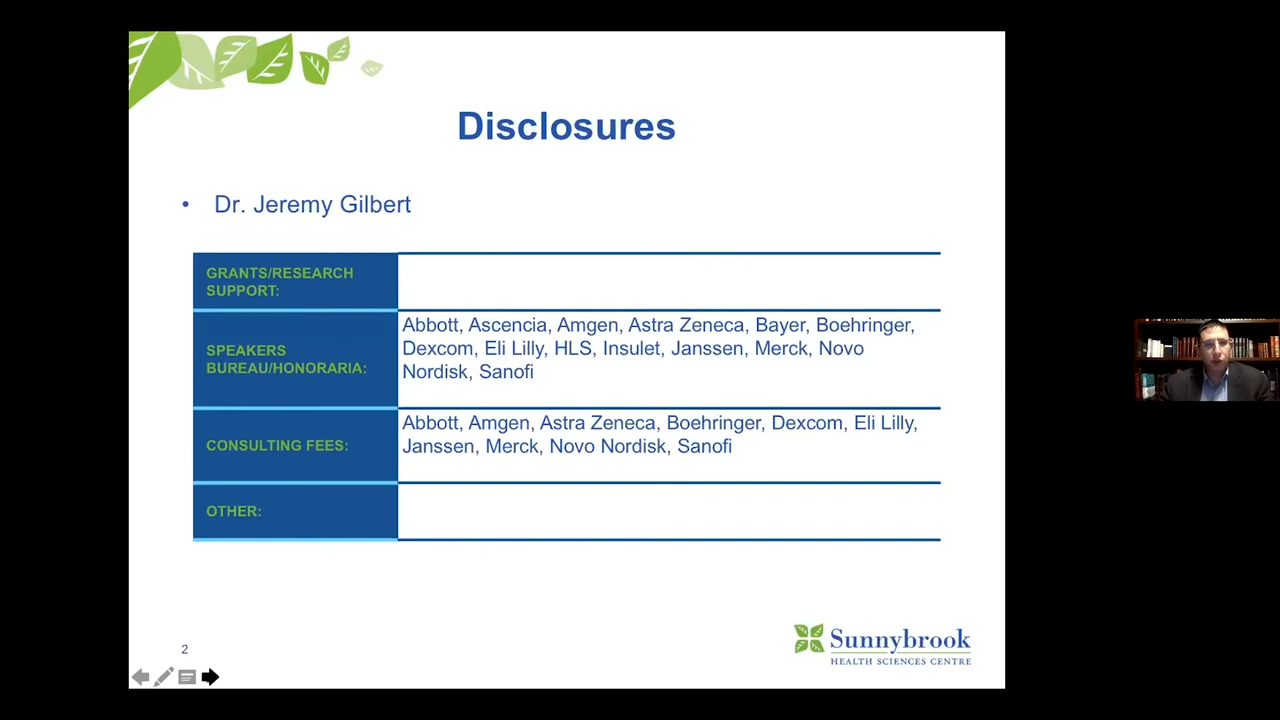 Disclosures
• Dr. Jeremy Gilbert
GRANTS/RESEARCH
SUPPORT:
SPEAKERS
BUREAU/HONORARIA:
Abbott, Ascencia, Amgen, Astra Zeneca, Bayer, Boehringer,
Dexcom, Eli Lilly, HLS, Insulet, Janssen, Merck, Novo
Nordisk, Sanofi
CONSULTING FEES:
Abbott, Amgen, Astra Zeneca, Boehringer, Dexcom, Eli Lilly,
Janssen, Merck, Novo Nordisk, Sanofi
OTHER:
2
Sunnybrook
HEALTH SCIENCES CENTRE